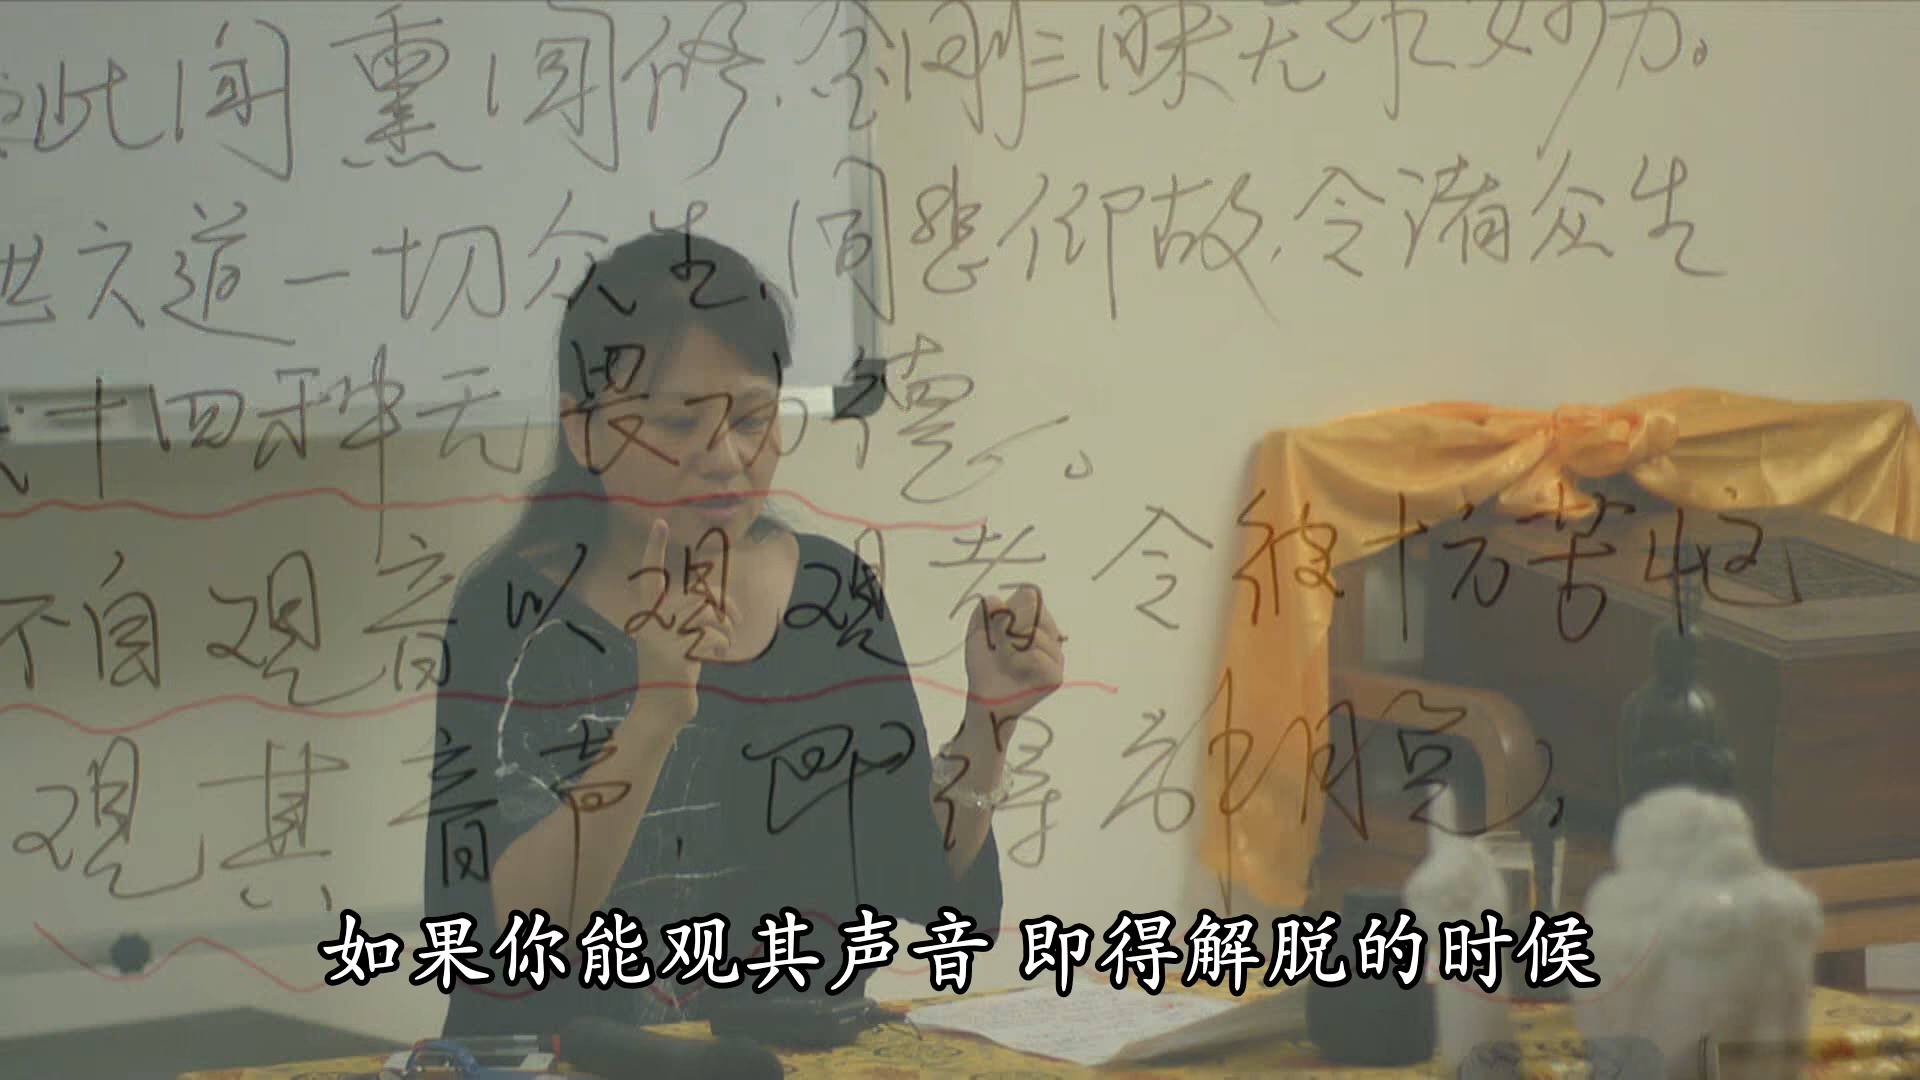 此闻熏闻修,金刚三昧无作妙力。
世六道一切众生,同悲仰故,令诸众生
十四种无畏功德。
不自观音以观观者令彼十方苦恼
观其音声,即得解脱,
如果你能观其声音 即得解脱的时候